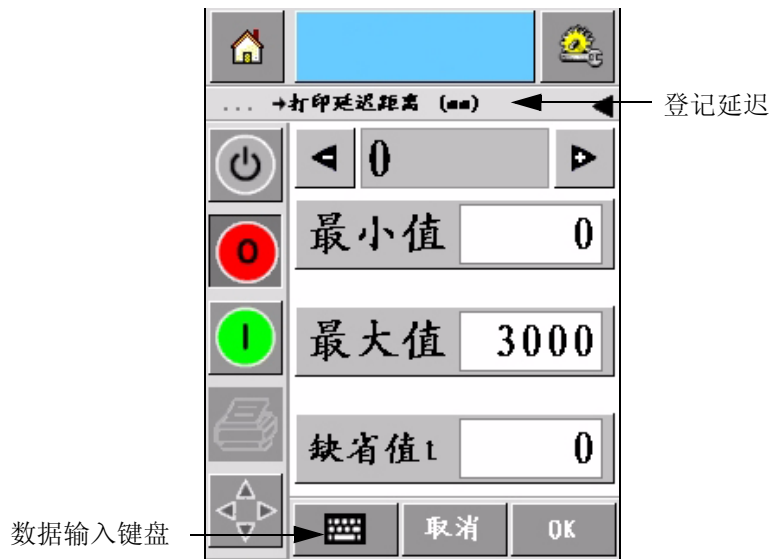 ... →打印延迟距离 (mm)
登记延迟
0
最小值 0
最大值 3000
缺省值t 0
数据输入键盘
取消 OK